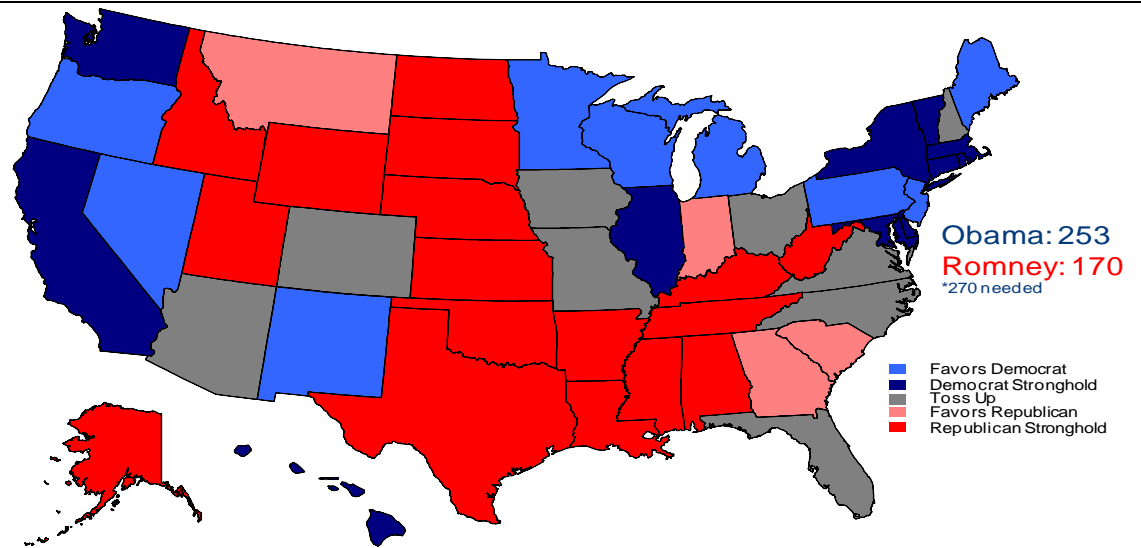 Obama: 253
Romney: 170
*270 needed
Favors Democrat
Democrat Stronghold
Toss Up
Favors Republican
Republican Stronghold